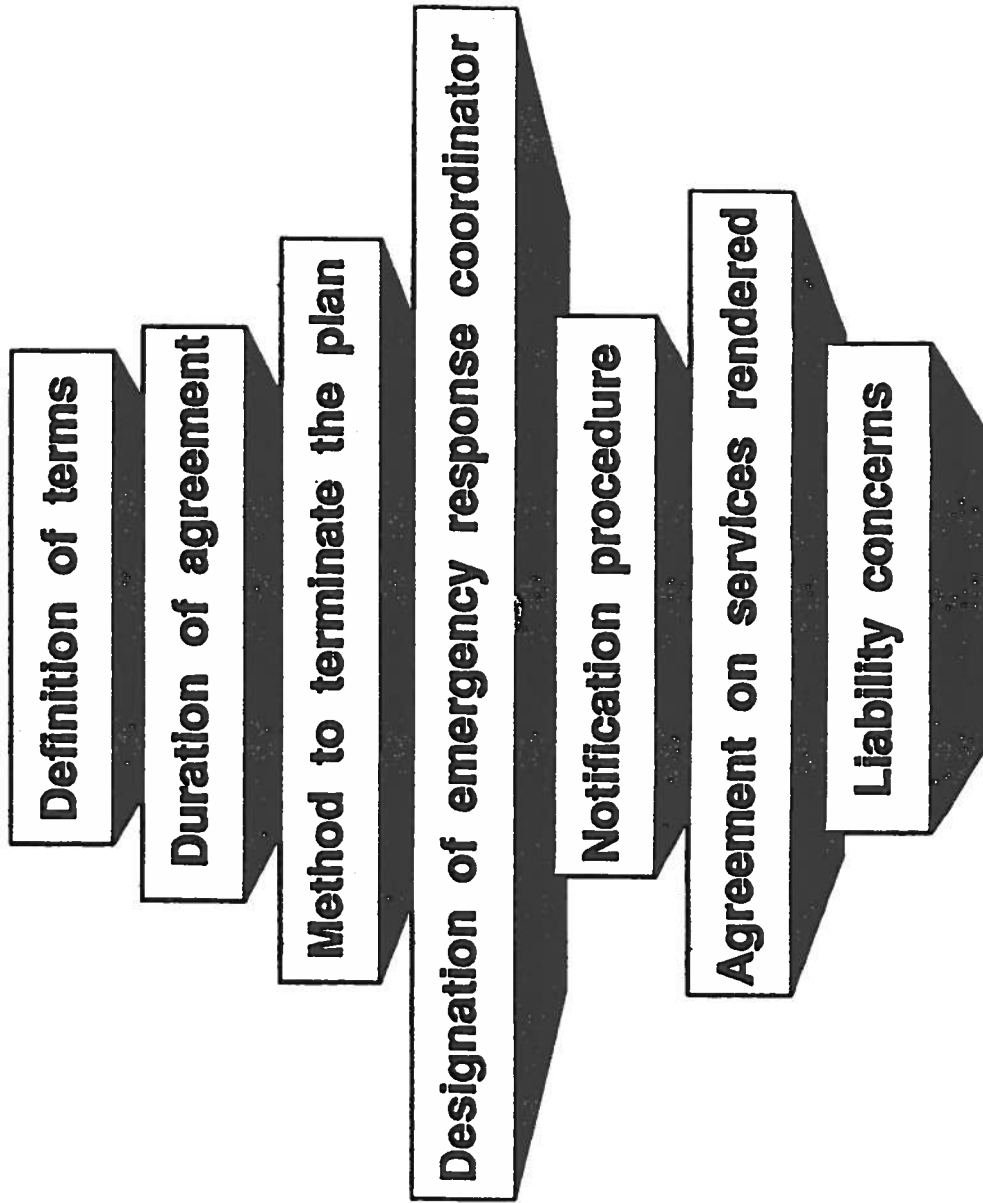 Definition of terms
Duration of agreement
Method to terminate the plan
Designation of emergency response coordinator
Notification procedure
Agreement on services rendered
Liability concerns